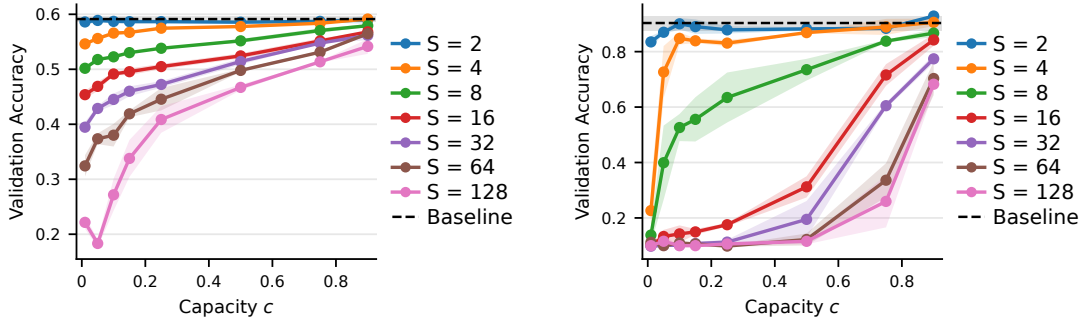 0.6
0.5
0.4
0.3
0.2
Validation Accuracy
0
0.2
0.4
0.6
0.8
Capacity c
S = 2
S = 4
S = 8
S = 16
S = 32
S = 64
S = 128
Baseline
0.8
0.6
0.4
0.2
Validation Accuracy
0
0.2
0.4
0.6
0.8
Capacity c
S = 2
S = 4
S = 8
S = 16
S = 32
S = 64
S = 128
Baseline